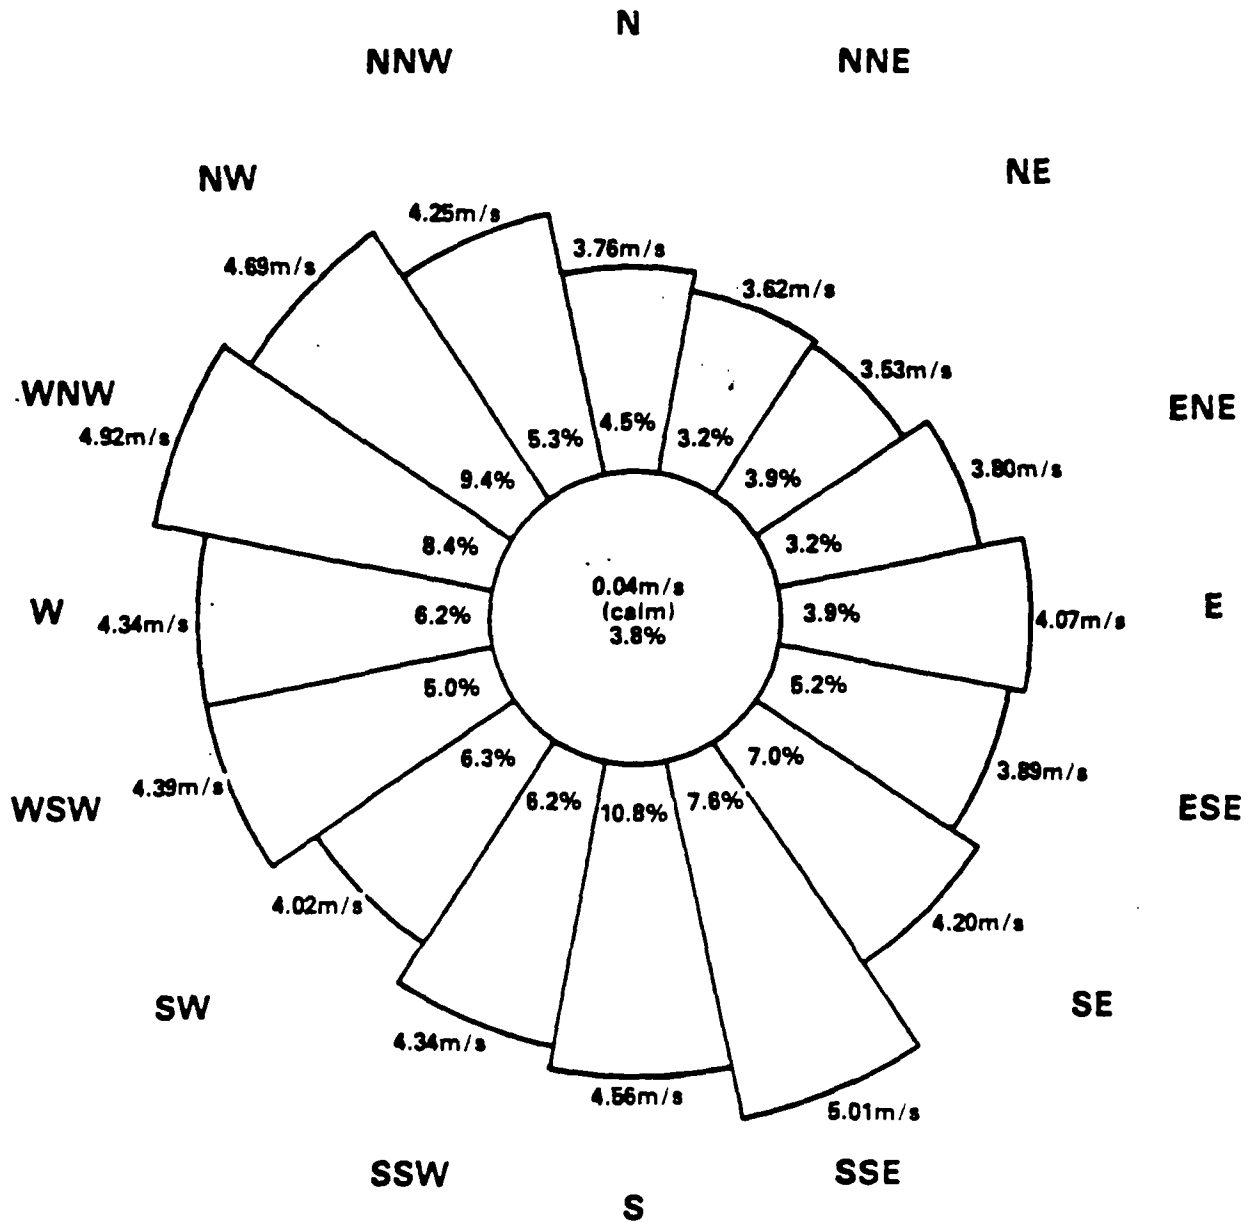 N
NNW
NNE
NW
NE
4.25m/s
3.76m/s
4.69m/s
3.62m/s
3.53m/s
WNW
ENE
4.92m/s
3.80m/s
5.3%
4.5%
3.2%
9.4%
3.9%
8.4%
3.2%
0.04m/s
(calm)
3.8%
W
4.34m/s
6.2%
3.9%
4.07m/s
E
5.0%
5.2%
6.3%
7.0%
4.39m/s
3.89m/s
WSW
6.2%
10.8%
7.6%
ESE
4.02m/s
4.20m/s
SW
SE
4.34m/s
4.56m/s
5.01m/s
SSW
SSE
S